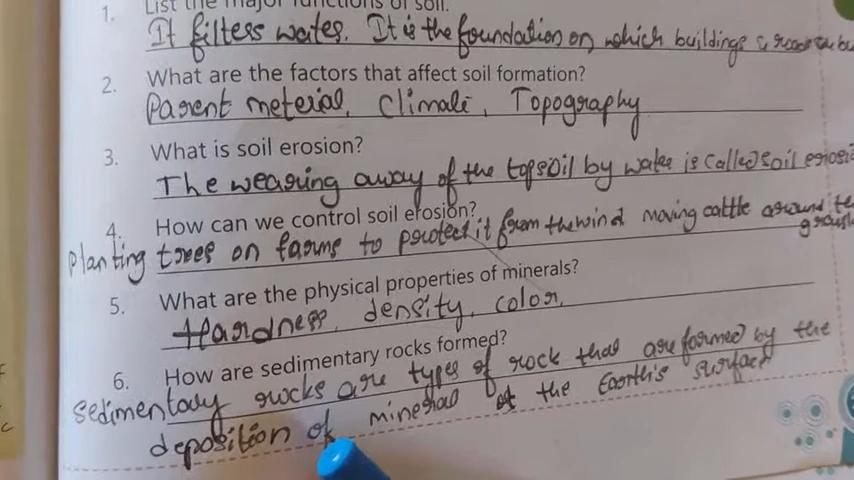 1. List the major functions of soil.
It filtess wates. It is the foundation on which buildings
2. What are the factors that affect soil formation?
Parent meterial, Climate, Topography
3. What is soil erosion?
The wearing away of the topsoil by water is Called soil erosi
4. How can we control soil erosion?
planting trees on farms to protect it from the wind moving cattle around the
5. What are the physical properties of minerals?
Hardness, density, color.
6. How are sedimentary rocks formed?
Sedimentary rocks are types of rock that are formed by the
deposition of minerals at the Earth's surface